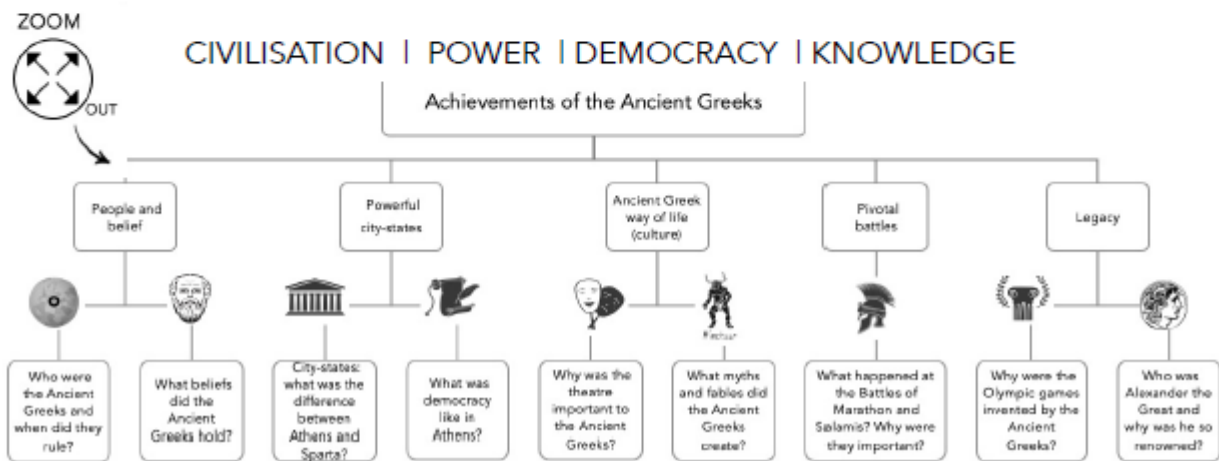 ZOOM
OUT
CIVILISATION | POWER | DEMOCRACY | KNOWLEDGE
Achievements of the Ancient Greeks
People and
belief
Powerful
city-states
Ancient Greek
way of life
(culture)
Pivotal
battles
Legacy
Minotaur
Who were
the Ancient
Greeks and
when did they
rule?
What beliefs
did the
Ancient
Greeks hold?
City-states:
what was the
difference
between
Athens and
Sparta?
What was
democracy
like in
Athens?
Why was the
theatre
important to
the Ancient
Greeks?
What myths
and fables did
the Ancient
Greeks
create?
What happened at
the Battles of
Marathon and
Salamis? Why were
they important?
Why were the
Olympic games
invented by the
Ancient
Greeks?
Who was
Alexander the
Great and
why was he so
renowned?